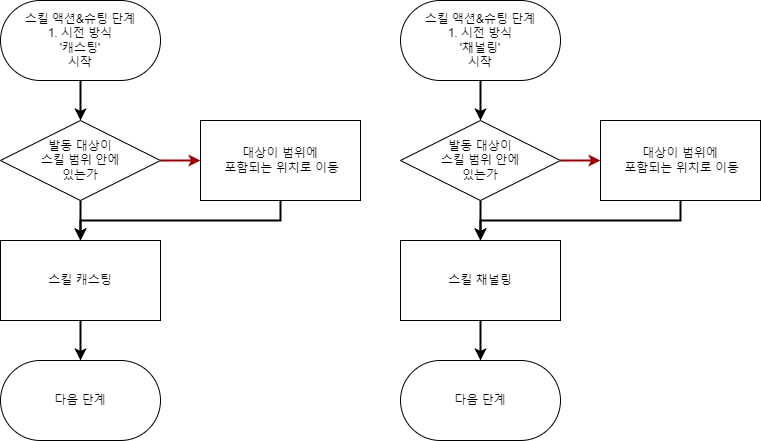 스킬 액션&슈팅 단계
1. 시전 방식
'캐스팅'
시작
발동 대상이
스킬 범위 안에
있는가
대상이 범위에
포함되는 위치로 이동
스킬 캐스팅
다음 단계
스킬 액션&슈팅 단계
1. 시전 방식
'채널링'
시작
발동 대상이
스킬 범위 안에
있는가
대상이 범위에
포함되는 위치로 이동
스킬 채널링
다음 단계